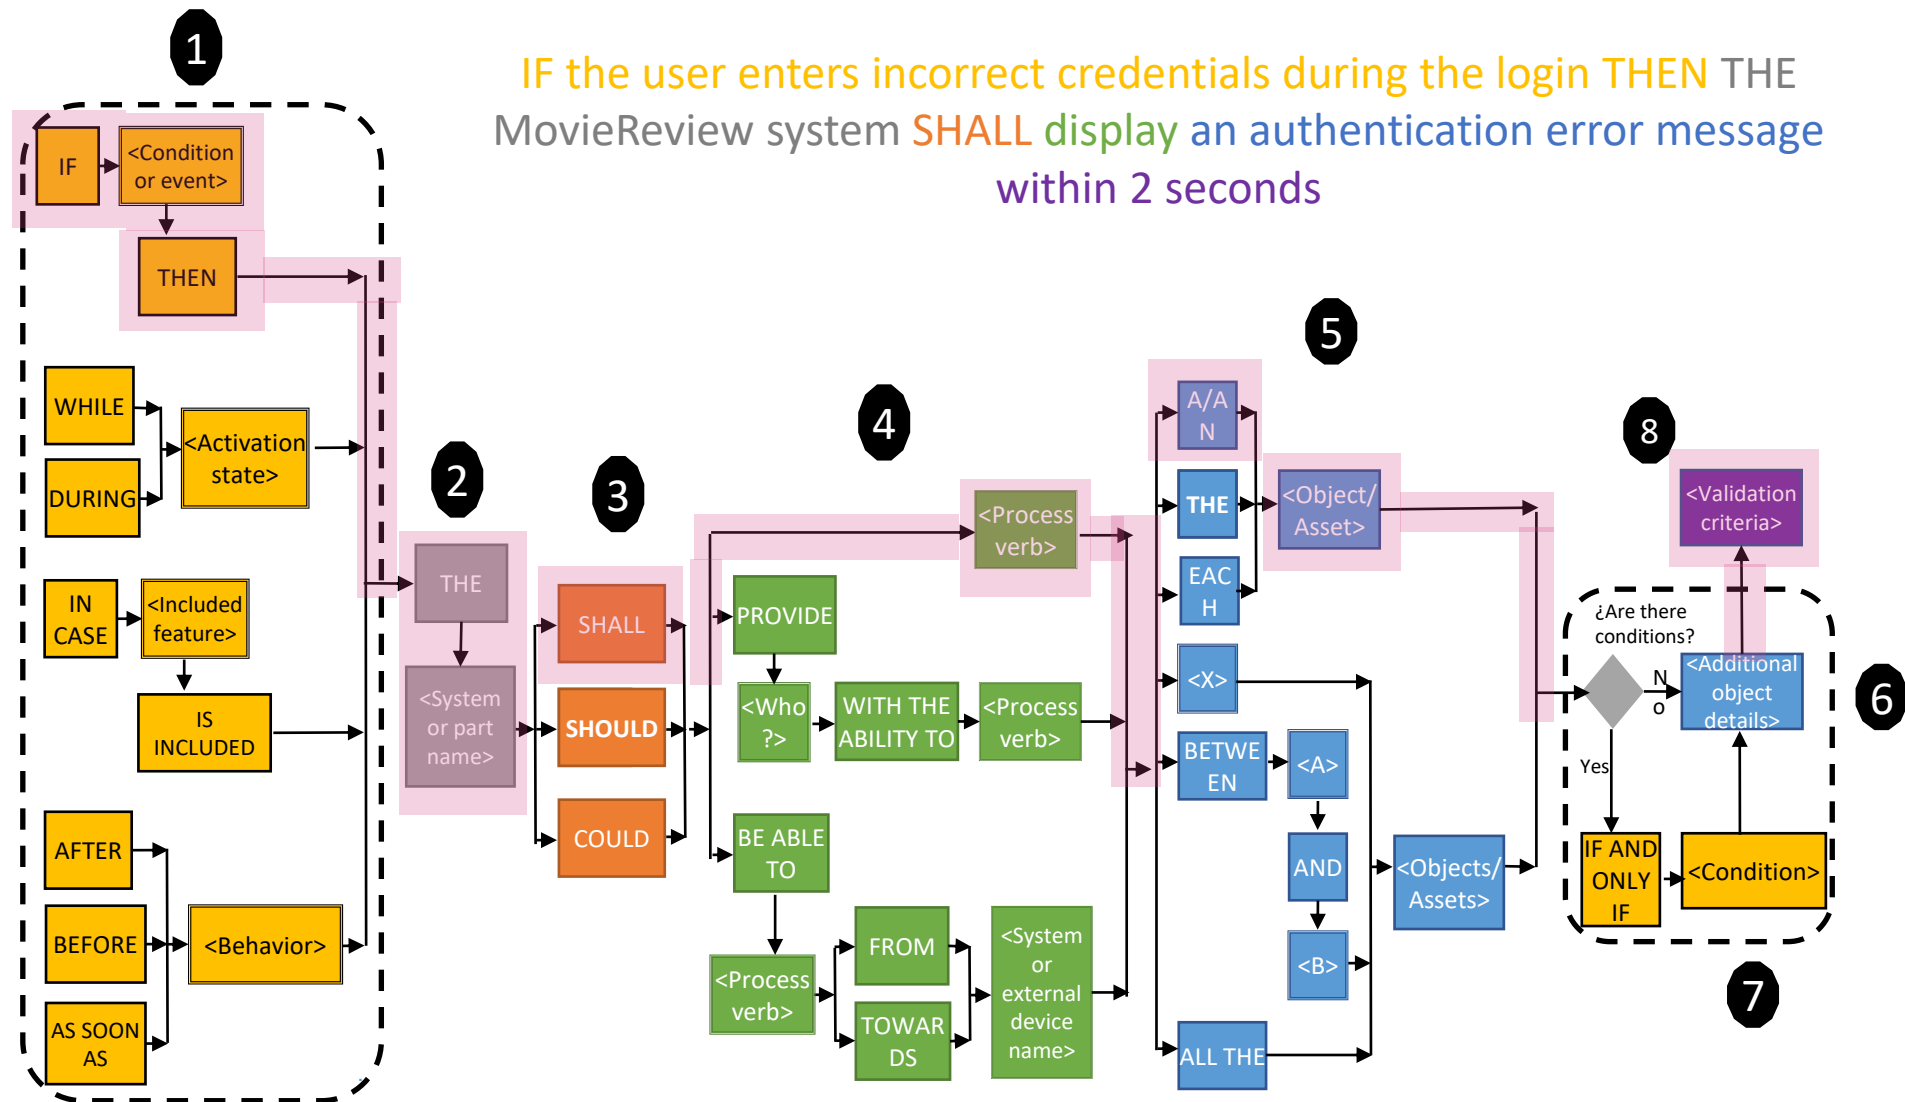 1
IF the user enters incorrect credentials during the login THEN THE
MovieReview system SHALL display an authentication error message
within 2 seconds
IF
<Condition
or event>
THEN
WHILE
DURING
<Activation
state>
IN
CASE
<Included
feature>
IS
INCLUDED
AFTER
BEFORE
AS SOON
AS
<Behavior>
2
THE
<System
or part
name>
3
SHALL
SHOULD
COULD
4
<Process
verb>
PROVIDE
<Who
?>
WITH THE
ABILITY TO
<Process
verb>
BE ABLE
TO
<Process
verb>
FROM
TOWAR
DS
<System
or
external
device
name>
5
A/A
N
THE
EAC
H
<Object/
Asset>
<X>
BETWE
EN
<A>
AND
<B>
ALL THE
<Objects/
Assets>
8
<Validation
criteria>
¿Are there
conditions?
N
o
<Additional
object
details>
6
Yes
IF AND
ONLY
IF
<Condition>
7